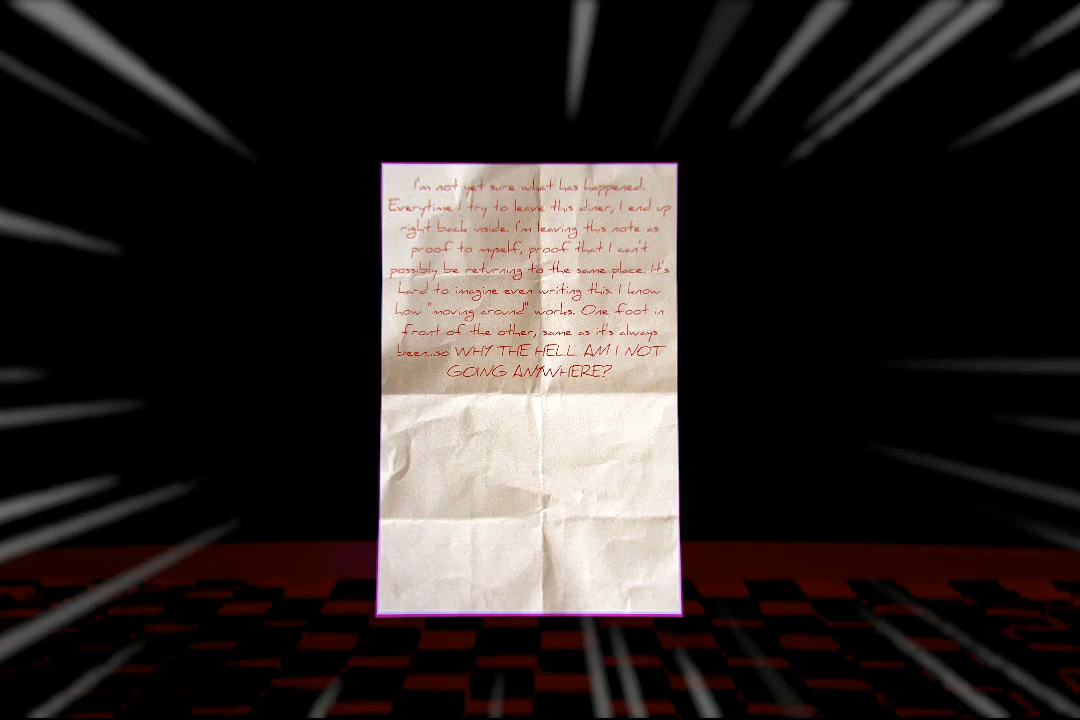 I'm not yet sure what has happened.
Everytime I try to leave this diner, I end up
right back inside. I'm leaving this note as
proof to myself, proof that I can't
possibly be returning to the same place. It's
hard to imagine even writing this. I know
how "moving around" works. One foot in
front of the other, same as it's always
been...so WHY THE HELL AM I NOT
GOING ANYWHERE?